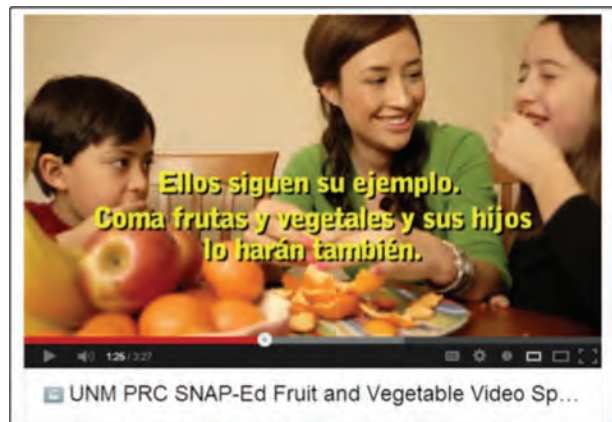 Ellos siguen su ejemplo.
Coma frutas y vegetales y sus hijos
lo harán también.
1:25 / 3:27
UNM PRC SNAP-Ed Fruit and Vegetable Video Sp...